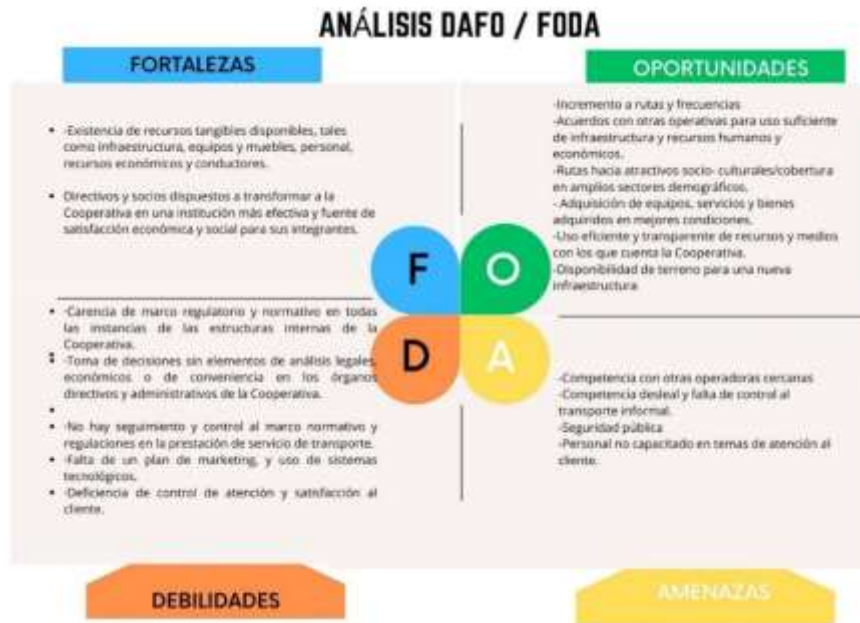 ANÁLISIS DAFO / FODA
FORTALEZAS
• -Existencia de recursos tangibles disponibles, tales
como infraestructura, equipos y muebles, personal,
recursos económicos y conductores.
• Directivos y socios dispuestos a transformar a la
Cooperativa en una institución más efectiva y fuente de
satisfacción económica y social para sus integrantes.
OPORTUNIDADES
-Incremento a rutas y frecuencias
-Acuerdos con otras operativas para uso suficiente
de infraestructura y recursos humanos y
económicos.
-Rutas hacia atractivos socio- culturales/cobertura
en amplios sectores demográficos.
- Adquisición de equipos, servicios y bienes
adquiridos en mejores condiciones.
-Uso eficiente y transparente de recursos y medios
con los que cuenta la Cooperativa.
-Disponibilidad de terreno para una nueva
infraestructura
F
O
D
A
• -Carencia de marco regulatorio y normativo en todas
las instancias de las estructuras internas de la
Cooperativa.
•
• -Toma de decisiones sin elementos de análisis legales,
económicos o de conveniencia en los órganos
directivos y administrativos de la Cooperativa.
•
• -No hay seguimiento y control al marco normativo y
regulaciones en la prestación de servicio de transporte.
• -Falta de un plan de marketing, y uso de sistemas
tecnológicos.
• -Deficiencia de control de atención y satisfacción al
cliente.
DEBILIDADES
-Competencia con otras operadoras cercanas
-Competencia desleal y falta de control al
transporte informal.
-Seguridad pública
-Personal no capacitado en temas de atención al
cliente.
AMENAZAS